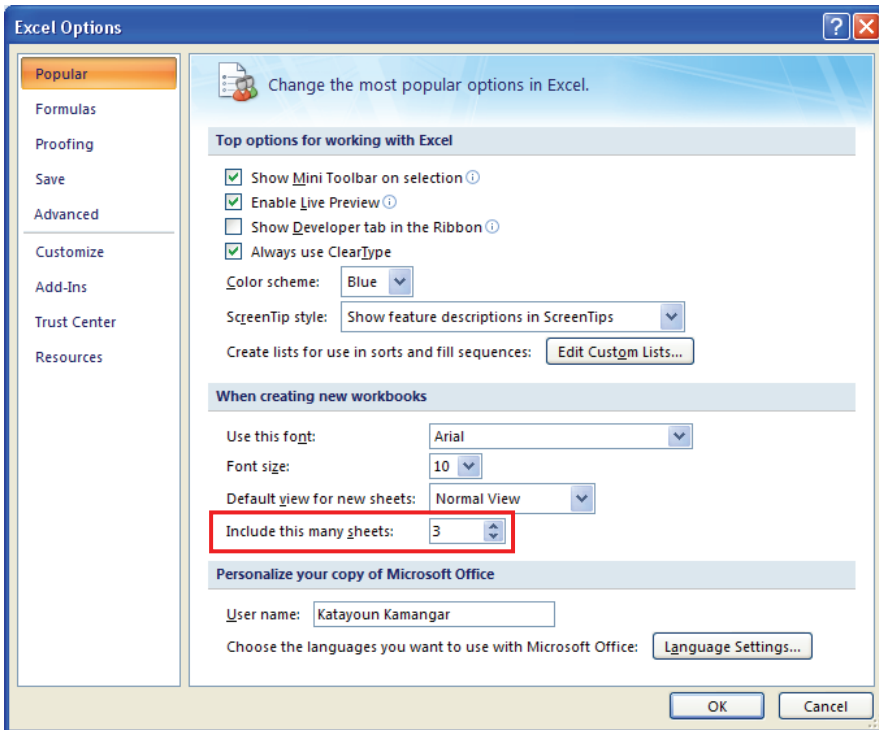 Excel Options
Popular
Formulas
Proofing
Save
Advanced
Customize
Add-Ins
Trust Center
Resources
Change the most popular options in Excel.
Top options for working with Excel
Show Mini Toolbar on selection
Enable Live Preview
Show Developer tab in the Ribbon
Always use ClearType
Color scheme: Blue
ScreenTip style: Show feature descriptions in ScreenTips
Create lists for use in sorts and fill sequences: Edit Custom Lists...
When creating new workbooks
Use this font: Arial
Font size: 10
Default view for new sheets: Normal View
Include this many sheets: 3
Personalize your copy of Microsoft Office
User name: Katayoun Kamangar
Choose the languages you want to use with Microsoft Office: Language Settings...
OK Cancel